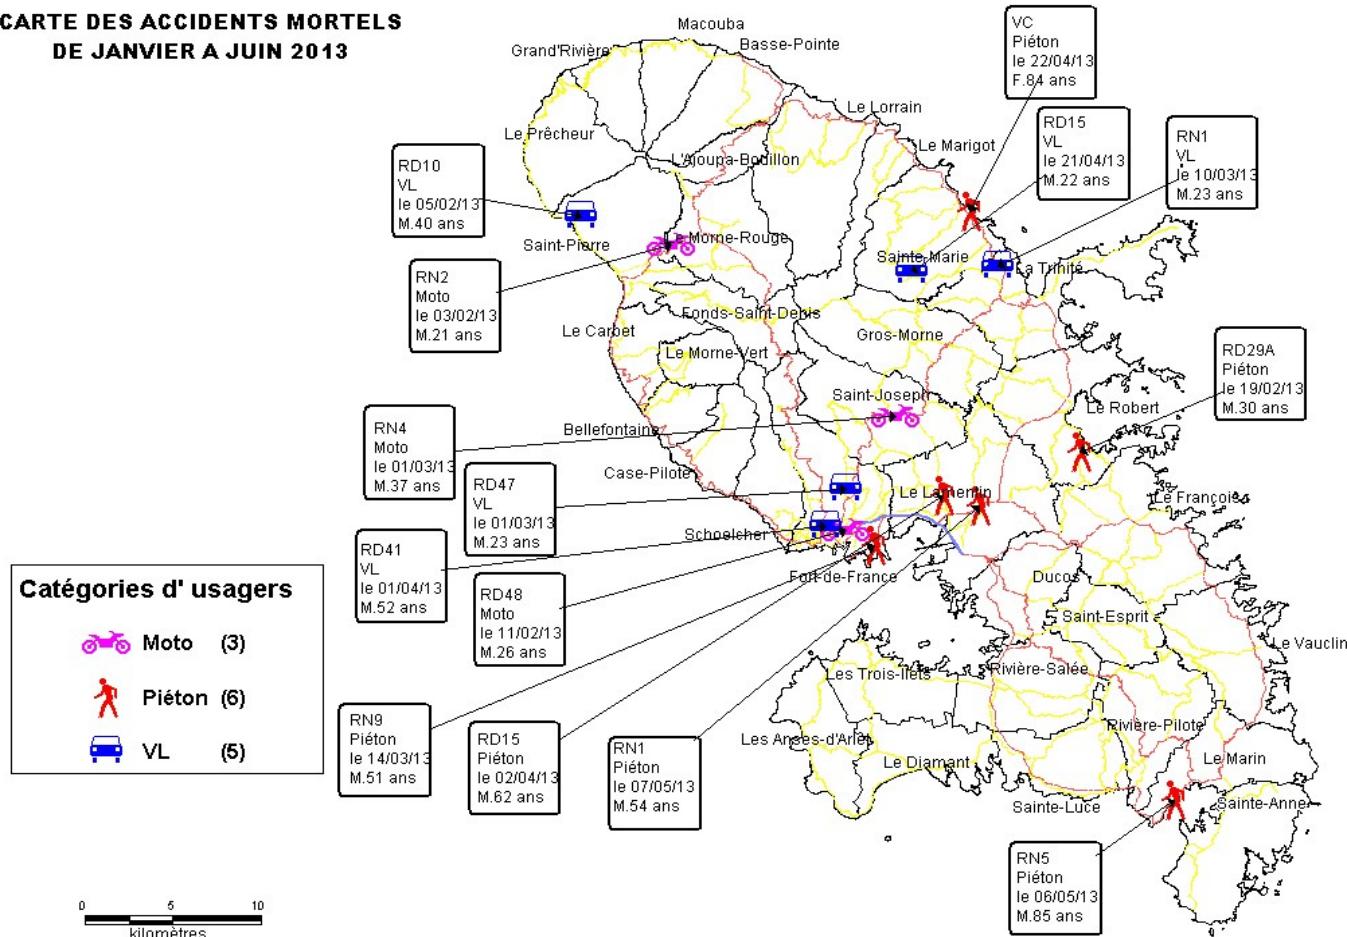 CARTE DES ACCIDENTS MORTELS
DE JANVIER A JUIN 2013
Macouba
Grand'Rivière
Basse-Pointe
VC
Piéton
le 22/04/13
F.84 ans
Le Lorrain
Le Prêcheur
Le Marigot
RD15
VL
le 21/04/13
M.22 ans
RN1
VL
le 10/03/13
M.23 ans
L'Ajoupa-Bouillon
RD10
VL
le 05/02/13
M.40 ans
Saint-Pierre
Le Morne-Rouge
Sainte-Marie
La Trinité
RN2
Moto
le 03/02/13
M.21 ans
Fonds-Saint-Denis
Le Carbet
Gros-Morne
Le Morne-Vert
RD29A
Piéton
le 19/02/13
M.30 ans
Saint-Joseph
Le Robert
RN4
Moto
le 01/03/13
M.37 ans
Bellefontaine
Case-Pilote
RD47
VL
le 01/03/13
M.23 ans
Le Lamentin
Le François
Schoelcher
RD41
VL
le 01/04/13
M.52 ans
Fort-de-France
Ducos
RD48
Moto
le 11/02/13
M.26 ans
Saint-Esprit
Catégories d' usagers
Moto (3)
Piéton (6)
VL (5)
Le Vauclin
Les Trois-Ilets
Rivière-Salée
RN9
Piéton
le 14/03/13
M.51 ans
RD15
Piéton
le 02/04/13
M.62 ans
RN1
Piéton
le 07/05/13
M.54 ans
Rivière-Pilote
Les Anses-d'Arlet
Le Diamant
Le Marin
Sainte-Luce
Sainte-Anne
RN5
Piéton
le 06/05/13
M.85 ans
0 5 10
kilomètres